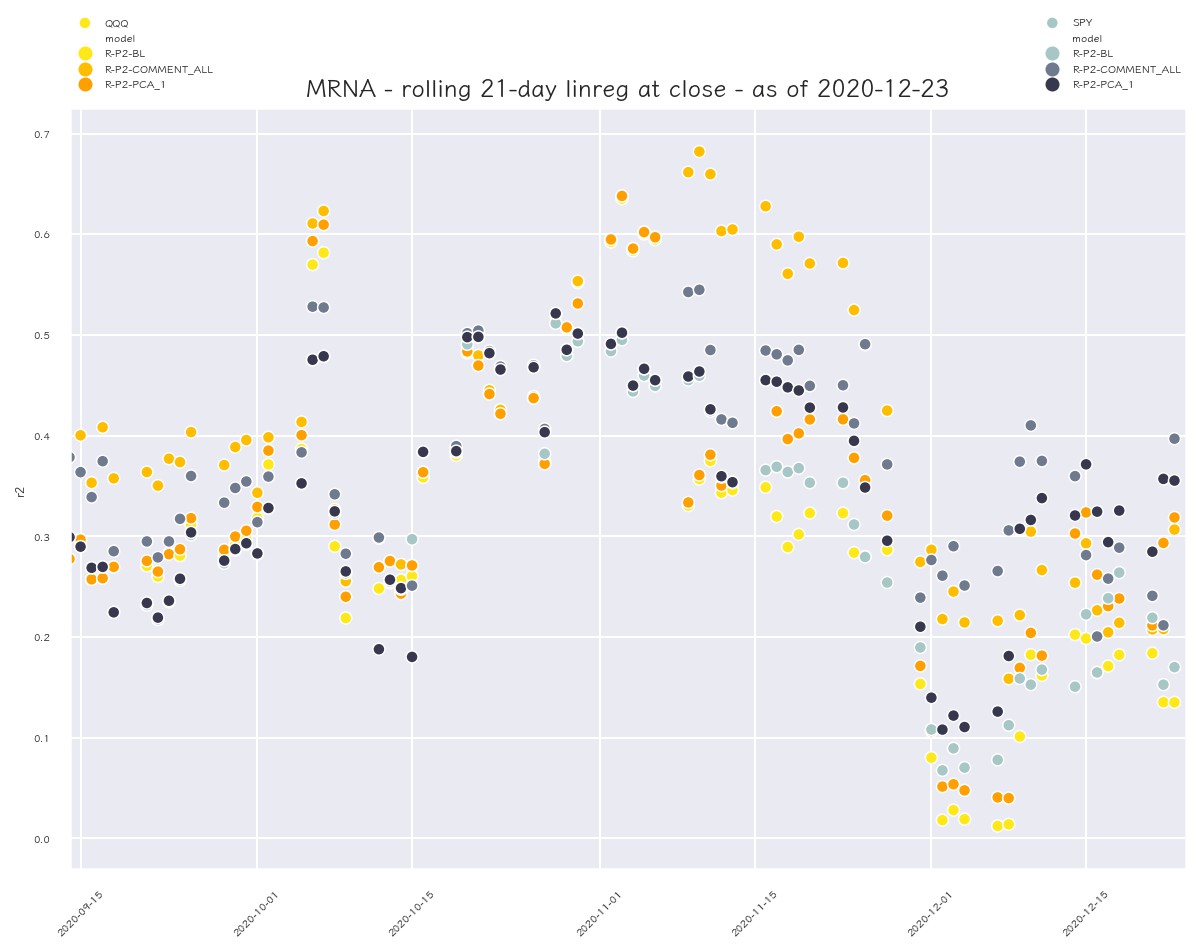 QQQ
model
R-P2-BL
R-P2-COMMENT_ALL
R-P2-PCA_1
SPY
model
R-P2-BL
R-P2-COMMENT_ALL
R-P2-PCA_1
MRNA - rolling 21-day linreg at close - as of 2020-12-23
0.7
0.6
0.5
0.4
0.3
0.2
0.1
0.0
r2
2020-09-15
2020-10-01
2020-10-15
2020-11-01
2020-11-15
2020-12-01
2020-12-15